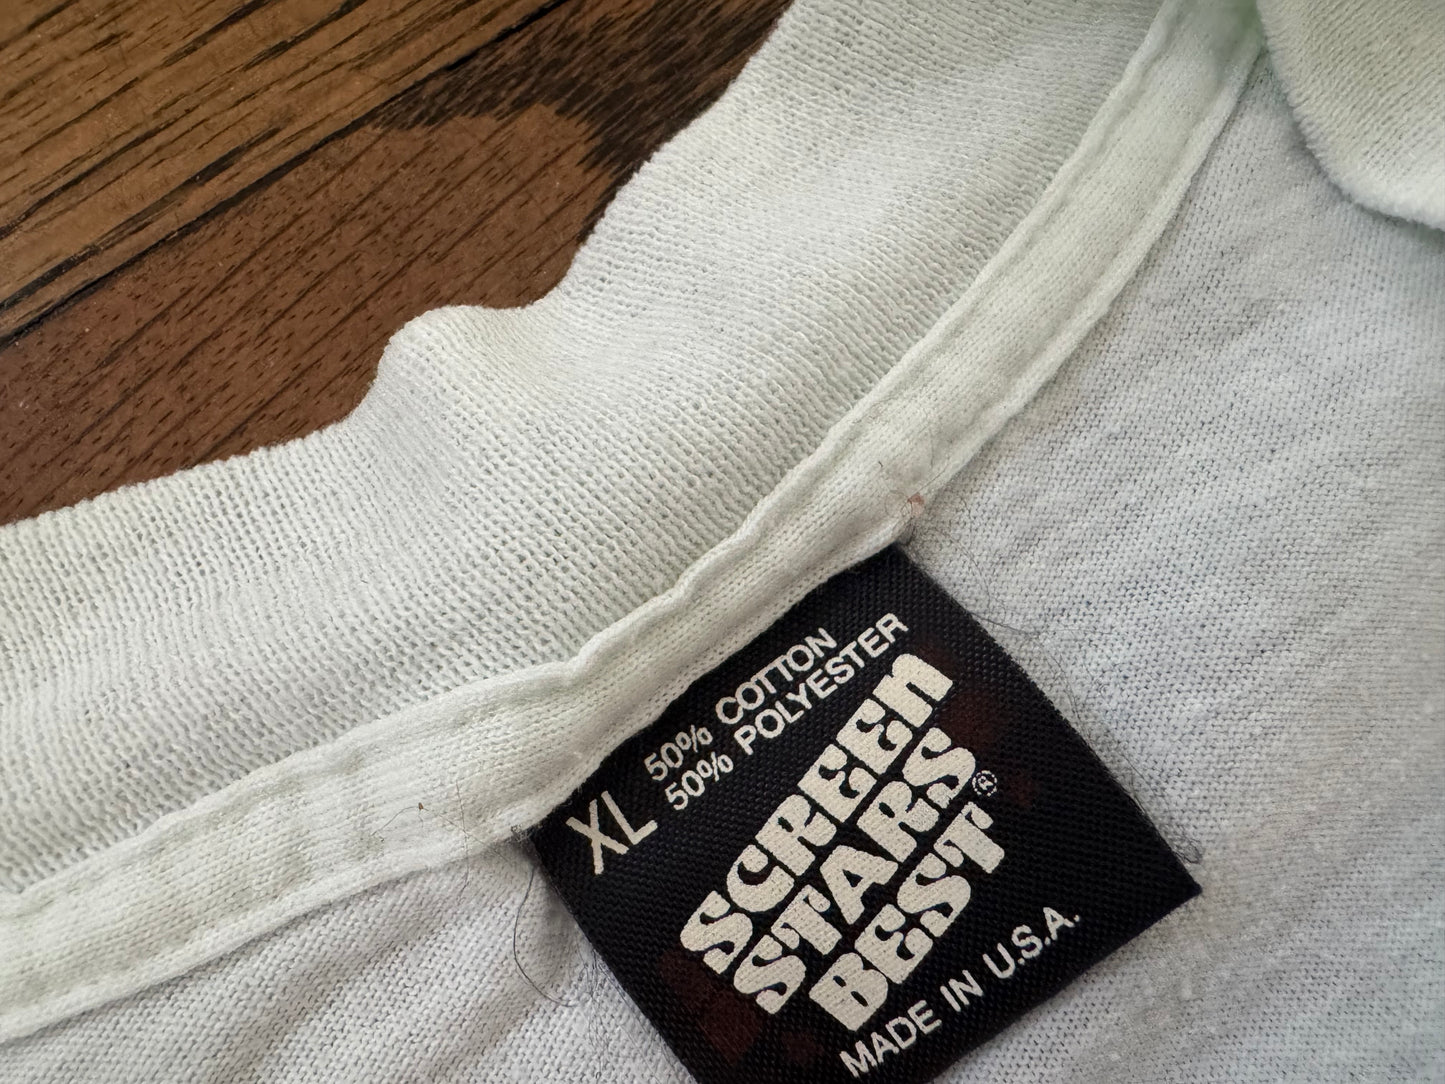 XL
50% COTTON
50% POLYESTER
SCREEN
STARS
BEST®
MADE IN U.S.A.